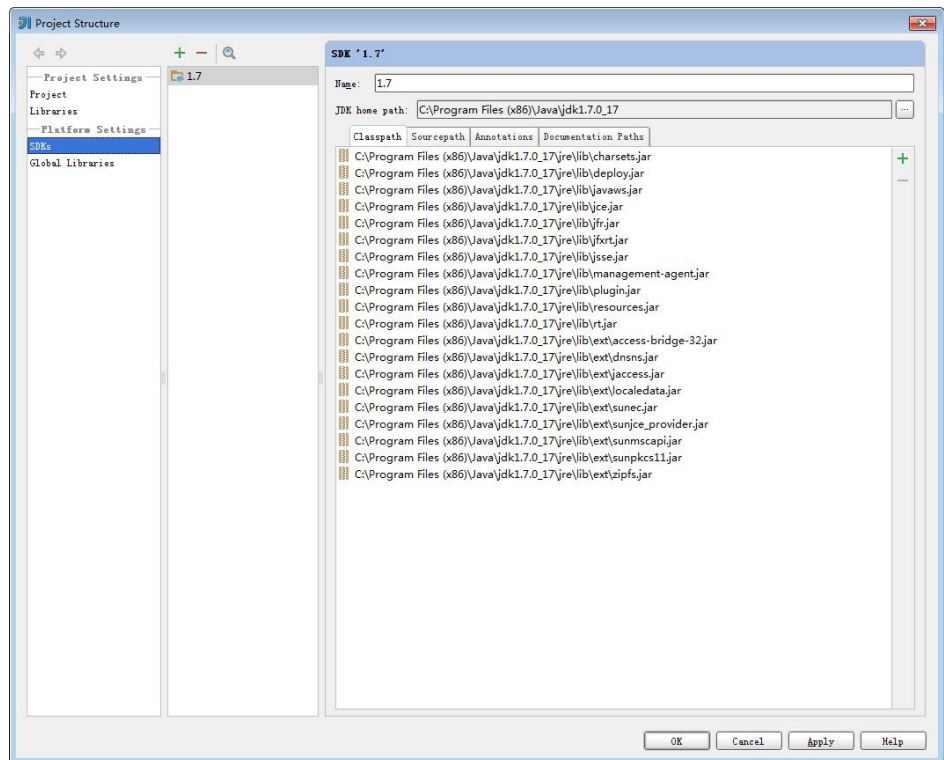 Project Structure
Project Settings
Project
Libraries
Platform Settings
SDKs
Global Libraries
1.7
SDK '1.7'
Name: 1.7
JDK home path: C:\Program Files (x86)\Java\jdk1.7.0_17 ...
Classpath Sourcepath Annotations Documentation Paths
C:\Program Files (x86)\Java\jdk1.7.0_17\jre\lib\charsets.jar
C:\Program Files (x86)\Java\jdk1.7.0_17\jre\lib\deploy.jar
C:\Program Files (x86)\Java\jdk1.7.0_17\jre\lib\javaws.jar
C:\Program Files (x86)\Java\jdk1.7.0_17\jre\lib\jce.jar
C:\Program Files (x86)\Java\jdk1.7.0_17\jre\lib\jfr.jar
C:\Program Files (x86)\Java\jdk1.7.0_17\jre\lib\jfxrt.jar
C:\Program Files (x86)\Java\jdk1.7.0_17\jre\lib\jsse.jar
C:\Program Files (x86)\Java\jdk1.7.0_17\jre\lib\management-agent.jar
C:\Program Files (x86)\Java\jdk1.7.0_17\jre\lib\plugin.jar
C:\Program Files (x86)\Java\jdk1.7.0_17\jre\lib\resources.jar
C:\Program Files (x86)\Java\jdk1.7.0_17\jre\lib\rt.jar
C:\Program Files (x86)\Java\jdk1.7.0_17\jre\lib\ext\access-bridge-32.jar
C:\Program Files (x86)\Java\jdk1.7.0_17\jre\lib\ext\dnsns.jar
C:\Program Files (x86)\Java\jdk1.7.0_17\jre\lib\ext\jaccess.jar
C:\Program Files (x86)\Java\jdk1.7.0_17\jre\lib\ext\localedata.jar
C:\Program Files (x86)\Java\jdk1.7.0_17\jre\lib\ext\sunec.jar
C:\Program Files (x86)\Java\jdk1.7.0_17\jre\lib\ext\sunjce_provider.jar
C:\Program Files (x86)\Java\jdk1.7.0_17\jre\lib\ext\sunmscapi.jar
C:\Program Files (x86)\Java\jdk1.7.0_17\jre\lib\ext\sunpkcs11.jar
C:\Program Files (x86)\Java\jdk1.7.0_17\jre\lib\ext\zipfs.jar
OK Cancel Apply Help